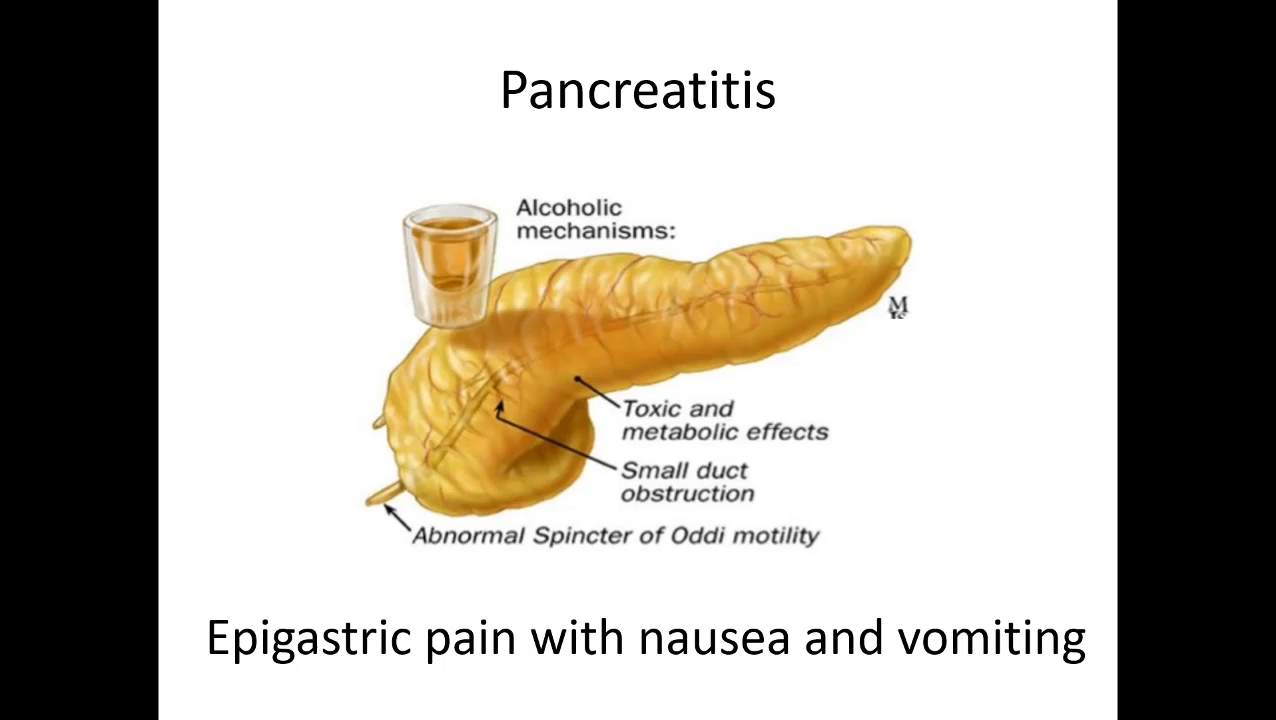 Pancreatitis
Alcoholic
mechanisms:
M
Toxic and
metabolic effects
Small duct
obstruction
Abnormal Spincter of Oddi motility
Epigastric pain with nausea and vomiting